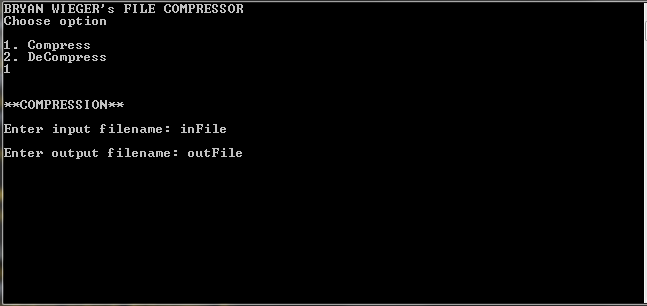 BRYAN WIEGER's FILE COMPRESSOR
Choose option
1. Compress
2. DeCompress
1
**COMPRESSION**
Enter input filename: inFile
Enter output filename: outFile